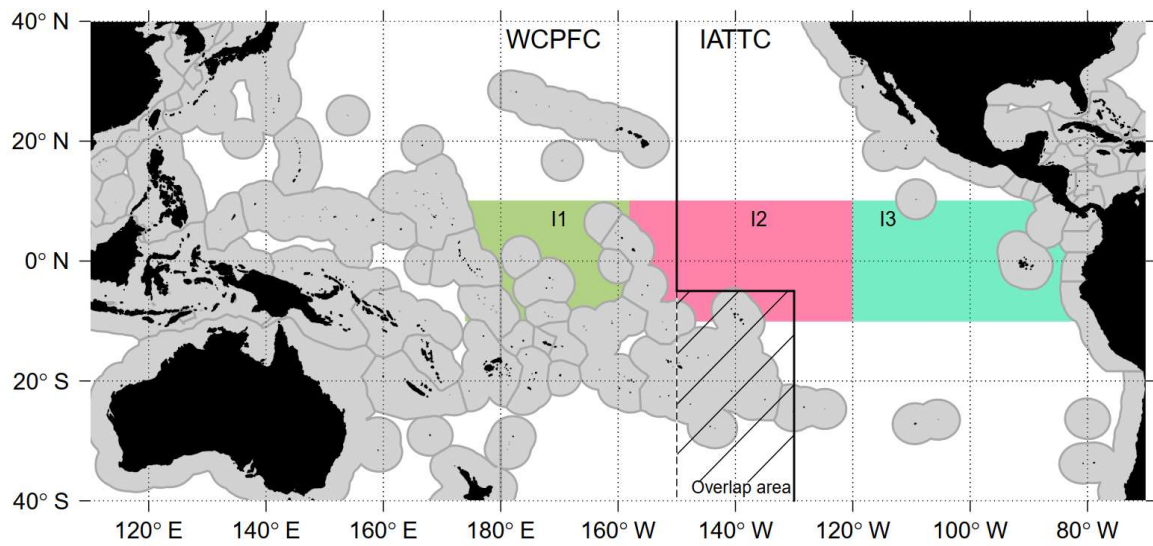 40° N
WCPFC IATTC
20° N
I1 I2 I3
0° N
20° S
Overlap area
40° S
120° E 140° E 160° E 180° E 160° W 140° W 120° W 100° W 80° W